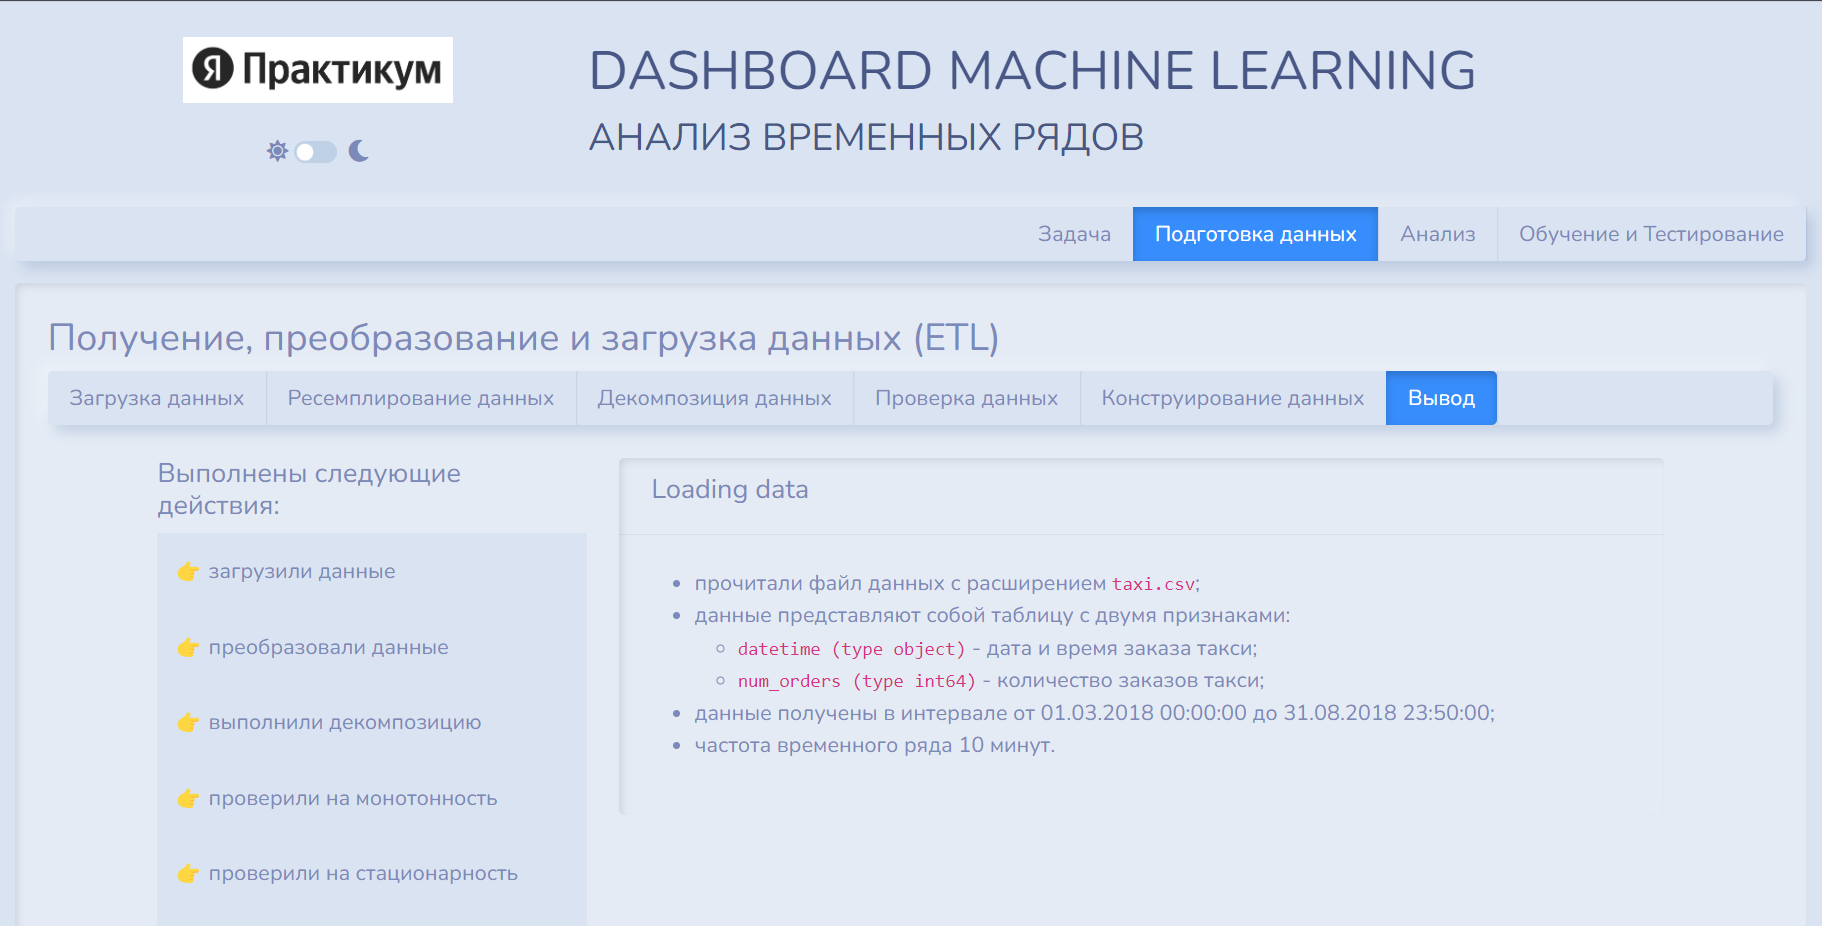 Я Практикум
DASHBOARD MACHINE LEARNING
АНАЛИЗ ВРЕМЕННЫХ РЯДОВ
Задача
Подготовка данных
Анализ
Обучение и Тестирование
Получение, преобразование и загрузка данных (ETL)
Загрузка данных
Ресемплирование данных
Декомпозиция данных
Проверка данных
Конструирование данных
Вывод
Выполнены следующие
действия:
👉 загрузили данные
👉 преобразовали данные
👉 выполнили декомпозицию
👉 проверили на монотонность
👉 проверили на стационарность
Loading data
• прочитали файл данных с расширением taxi.csv;
• данные представляют собой таблицу с двумя признаками:
◦ datetime (type object) - дата и время заказа такси;
◦ num_orders (type int64) - количество заказов такси;
• данные получены в интервале от 01.03.2018 00:00:00 до 31.08.2018 23:50:00;
• частота временного ряда 10 минут.